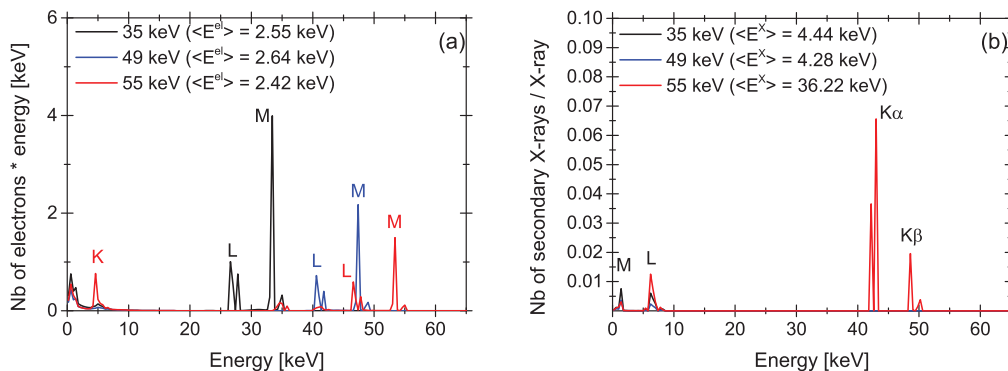 35 keV (<E^el> = 2.55 keV)
49 keV (<E^el> = 2.64 keV)
55 keV (<E^el> = 2.42 keV)
(a)
Nb of electrons * energy [keV]
6
4
2
0
K
L
M
L
M
L
M
0 10 20 30 40 50 60
Energy [keV]
35 keV (<E^X> = 4.44 keV)
49 keV (<E^X> = 4.28 keV)
55 keV (<E^X> = 36.22 keV)
(b)
Nb of secondary X-rays / X-ray
0.10
0.09
0.08
0.07
0.06
0.05
0.04
0.03
0.02
0.01
M
L
Kα
Kβ
0 10 20 30 40 50 60
Energy [keV]